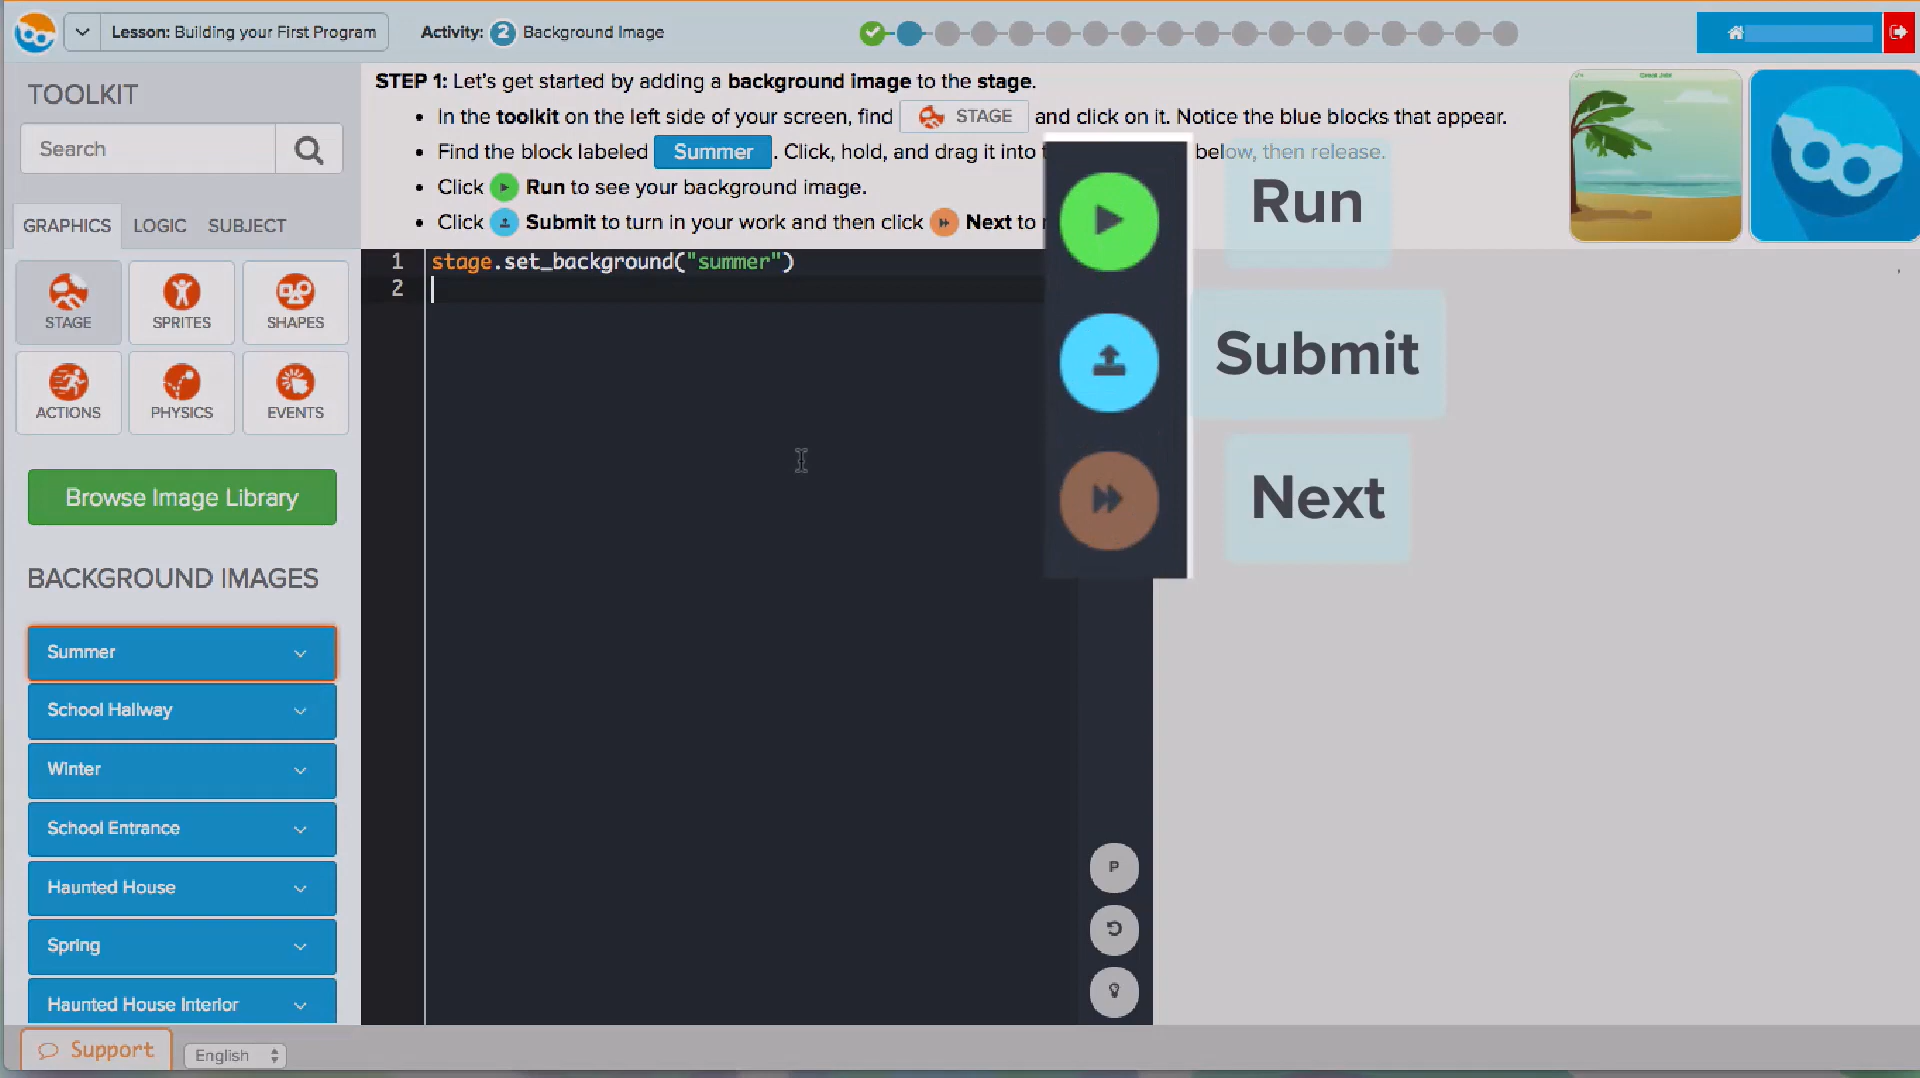 Lesson: Building your First Program
Activity: 2 Background Image
TOOLKIT
Search
GRAPHICS LOGIC SUBJECT
STAGE SPRITES SHAPES
ACTIONS PHYSICS EVENTS
Browse Image Library
BACKGROUND IMAGES
Summer
School Hallway
Winter
School Entrance
Haunted House
Spring
Haunted House Interior
Support
English
STEP 1: Let's get started by adding a background image to the stage.
• In the toolkit on the left side of your screen, find STAGE and click on it. Notice the blue blocks that appear.
• Find the block labeled Summer . Click, hold, and drag it into below, then release.
• Click Run to see your background image.
• Click Submit to turn in your work and then click Next to
1 stage.set_background("summer")
2
Run
Submit
Next
P